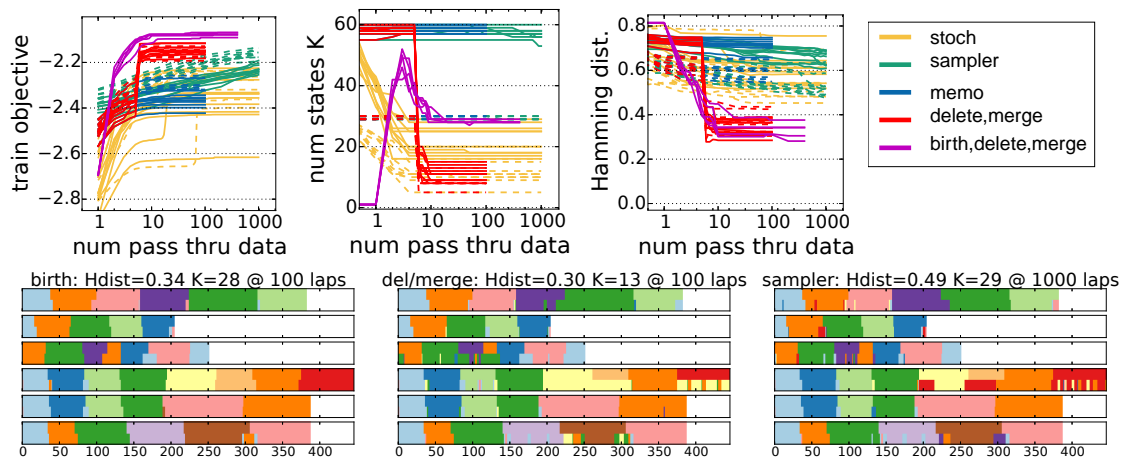 train objective
−2.2
−2.4
−2.6
−2.8
1 10 100 1000
num pass thru data
num states K
60
40
20
0
1 10 100 1000
num pass thru data
Hamming dist.
0.8
0.6
0.4
0.2
0.0
1 10 100 1000
num pass thru data
stoch
sampler
memo
delete,merge
birth,delete,merge
birth: Hdist=0.34 K=28 @ 100 laps
0 50 100 150 200 250 300 350 400
del/merge: Hdist=0.30 K=13 @ 100 laps
0 50 100 150 200 250 300 350 400
sampler: Hdist=0.49 K=29 @ 1000 laps
0 50 100 150 200 250 300 350 400